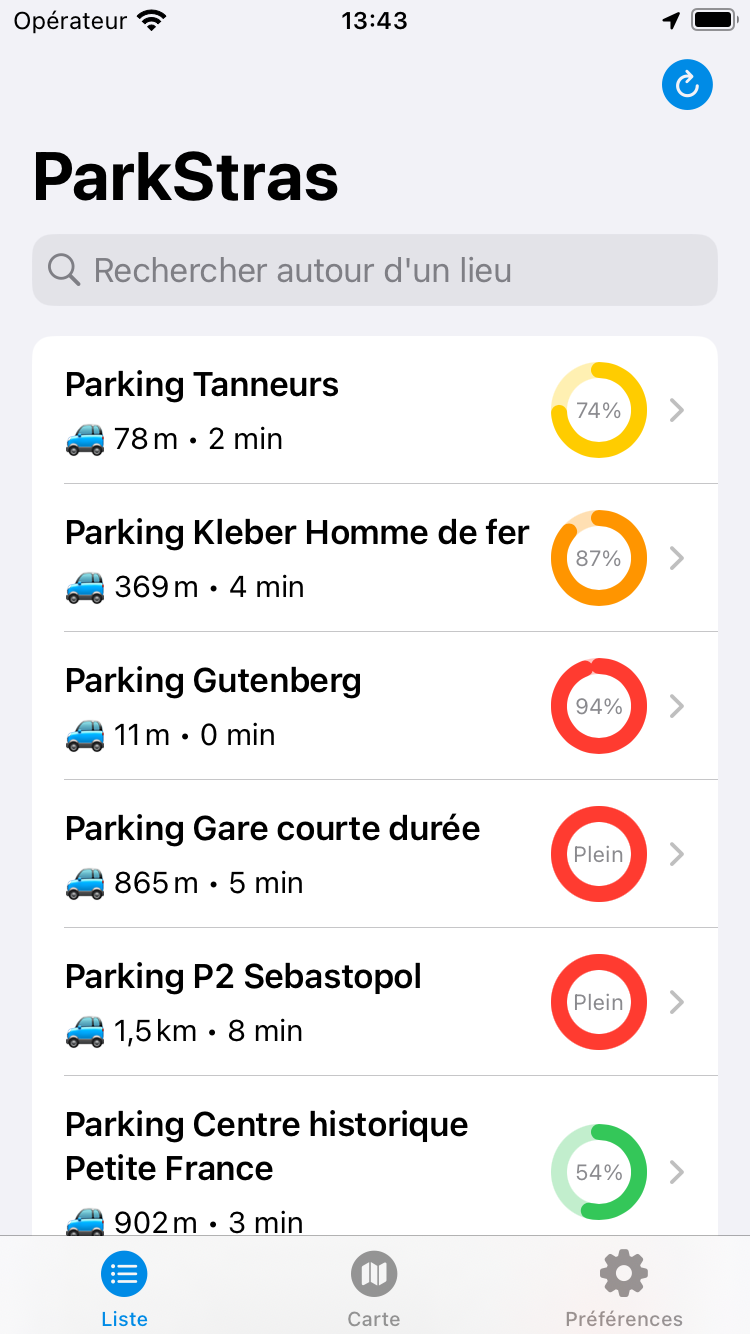 Opérateur 13:43
ParkStras
Rechercher autour d'un lieu
Parking Tanneurs
78 m • 2 min
74%
Parking Kleber Homme de fer
369 m • 4 min
87%
Parking Gutenberg
11 m • 0 min
94%
Parking Gare courte durée
865 m • 5 min
Plein
Parking P2 Sebastopol
1,5 km • 8 min
Plein
Parking Centre historique
Petite France
902 m • 3 min
54%
Liste Carte Préférences